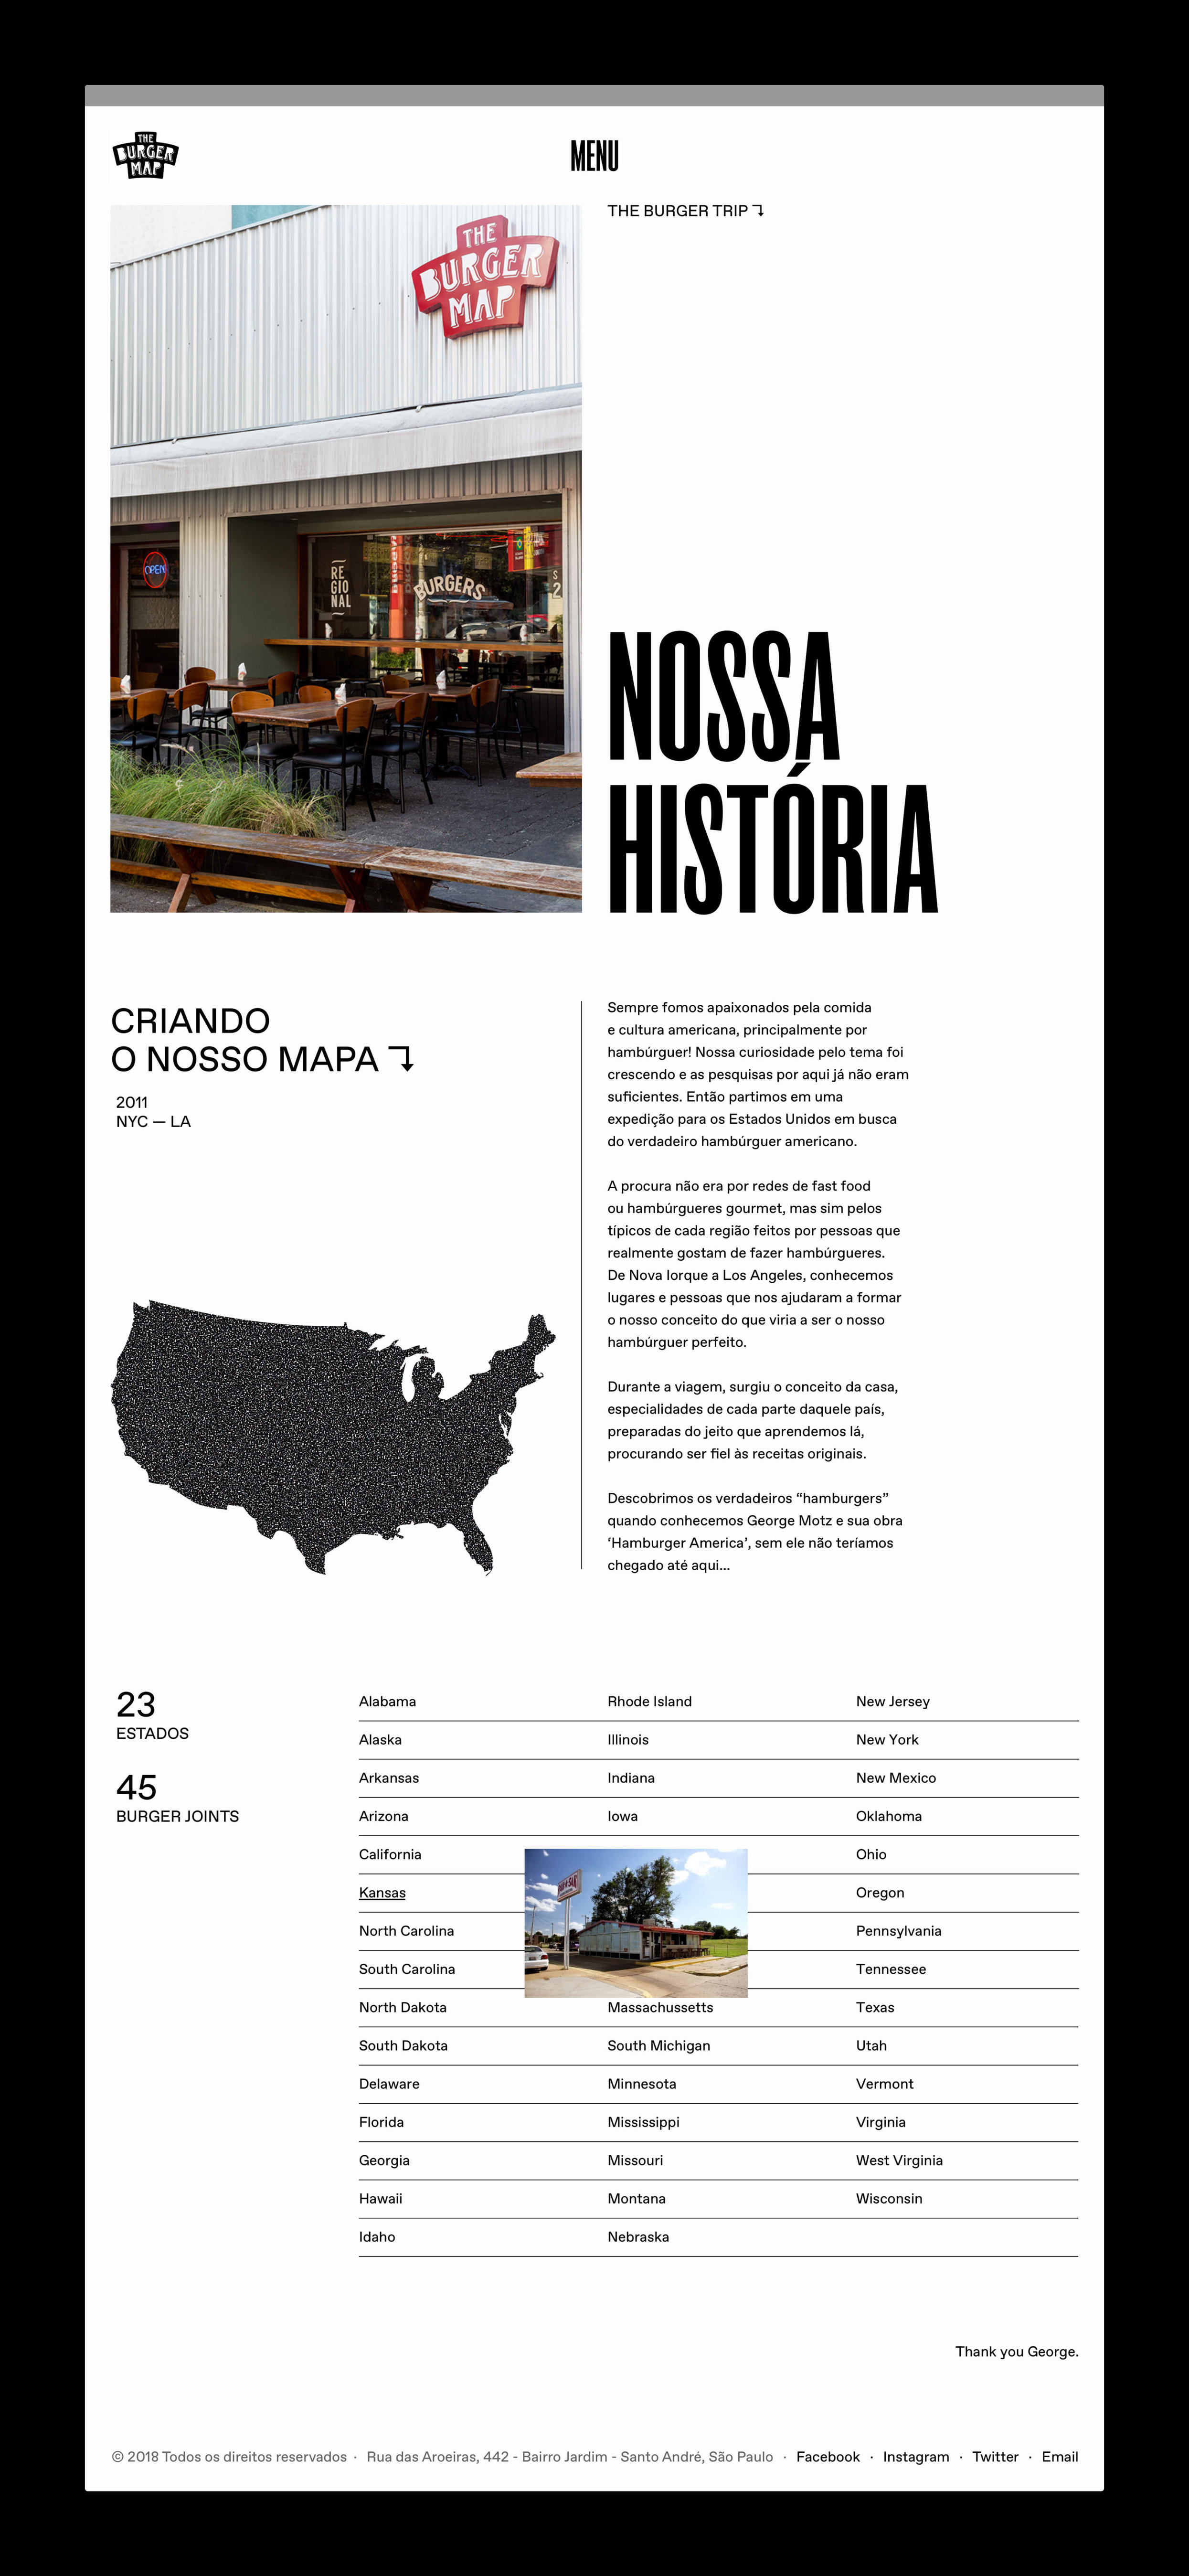 THE
BURGER
MAP
MENU
THE BURGER TRIP
THE
BURGER
MAP
OPEN
RE
GIO
NAL
BURGERS
$
2
NOSSA
HISTÓRIA
CRIANDO
O NOSSO MAPA
2011
NYC — LA
Sempre fomos apaixonados pela comida
e cultura americana, principalmente por
hambúrguer! Nossa curiosidade pelo tema foi
crescendo e as pesquisas por aqui já não eram
suficientes. Então partimos em uma
expedição para os Estados Unidos em busca
do verdadeiro hambúrguer americano.
A procura não era por redes de fast food
ou hambúrgueres gourmet, mas sim pelos
típicos de cada região feitos por pessoas que
realmente gostam de fazer hambúrgueres.
De Nova Iorque a Los Angeles, conhecemos
lugares e pessoas que nos ajudaram a formar
o nosso conceito do que viria a ser o nosso
hambúrguer perfeito.
Durante a viagem, surgiu o conceito da casa,
especialidades de cada parte daquele país,
preparadas do jeito que aprendemos lá,
procurando ser fiel às receitas originais.
Descobrimos os verdadeiros “hamburgers”
quando conhecemos George Motz e sua obra
‘Hamburger America’, sem ele não teríamos
chegado até aqui...
23
ESTADOS
45
BURGER JOINTS
Alabama Rhode Island New Jersey
Alaska Illinois New York
Arkansas Indiana New Mexico
Arizona Iowa Oklahoma
California Ohio
Kansas Oregon
North Carolina Pennsylvania
South Carolina Tennessee
North Dakota Massachussetts Texas
South Dakota South Michigan Utah
Delaware Minnesota Vermont
Florida Mississippi Virginia
Georgia Missouri West Virginia
Hawaii Montana Wisconsin
Idaho Nebraska
Thank you George.
© 2018 Todos os direitos reservados · Rua das Aroeiras, 442 - Bairro Jardim - Santo André, São Paulo · Facebook · Instagram · Twitter · Email